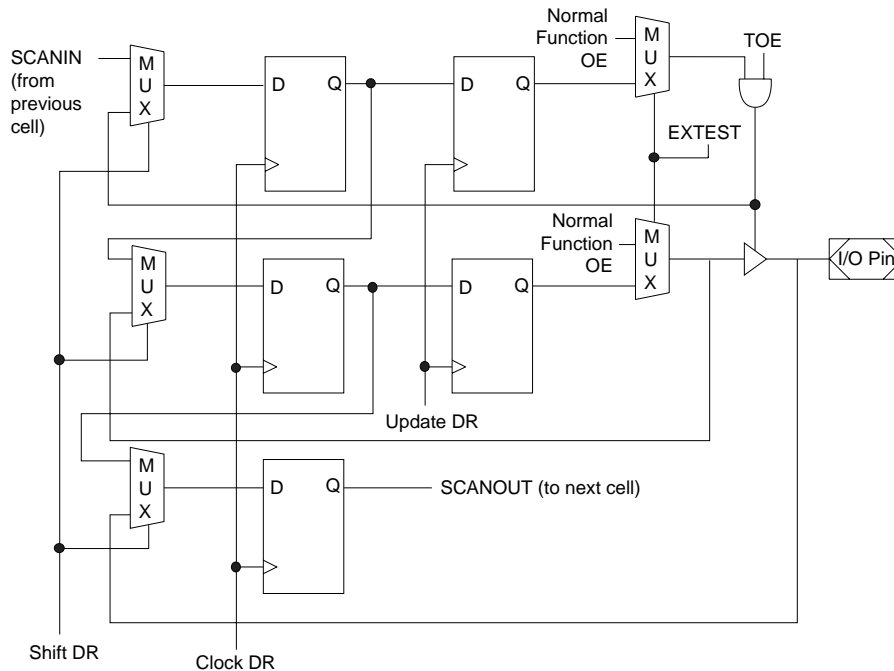 SCANIN
(from
previous
cell)
M
U
X
D
Q
D
Q
Normal
Function
OE
M
U
X
TOE
EXTEST
M
U
X
D
Q
D
Q
Normal
Function
OE
M
U
X
I/O Pin
Update DR
M
U
X
D
Q
SCANOUT (to next cell)
Shift DR
Clock DR